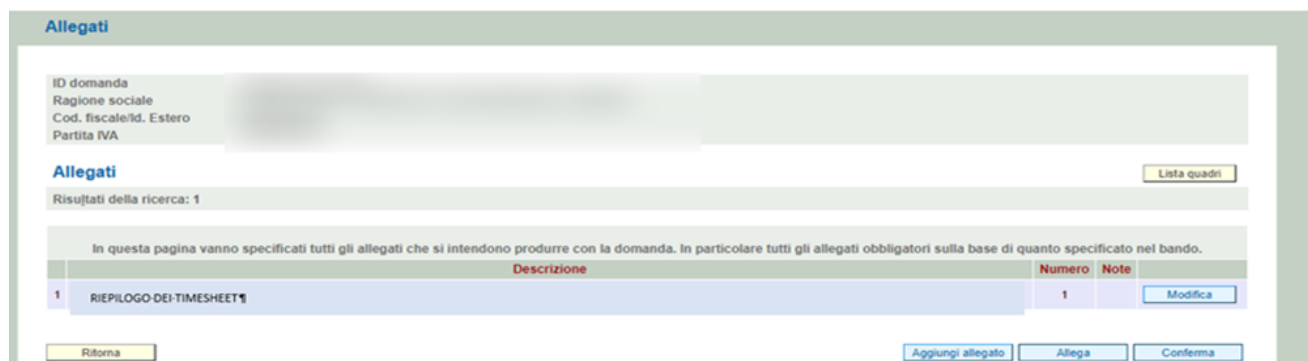 Allegati
ID domanda
Ragione sociale
Cod. fiscale/Id. Estero
Partita IVA
Allegati
Lista quadri
Risultati della ricerca: 1
In questa pagina vanno specificati tutti gli allegati che si intendono produrre con la domanda. In particolare tutti gli allegati obbligatori sulla base di quanto specificato nel bando.
Descrizione Numero Note
1 RIEPILOGO·DEI·TIMESHEET¶ 1 Modifica
Ritorna Aggiungi allegato Allega Conferma